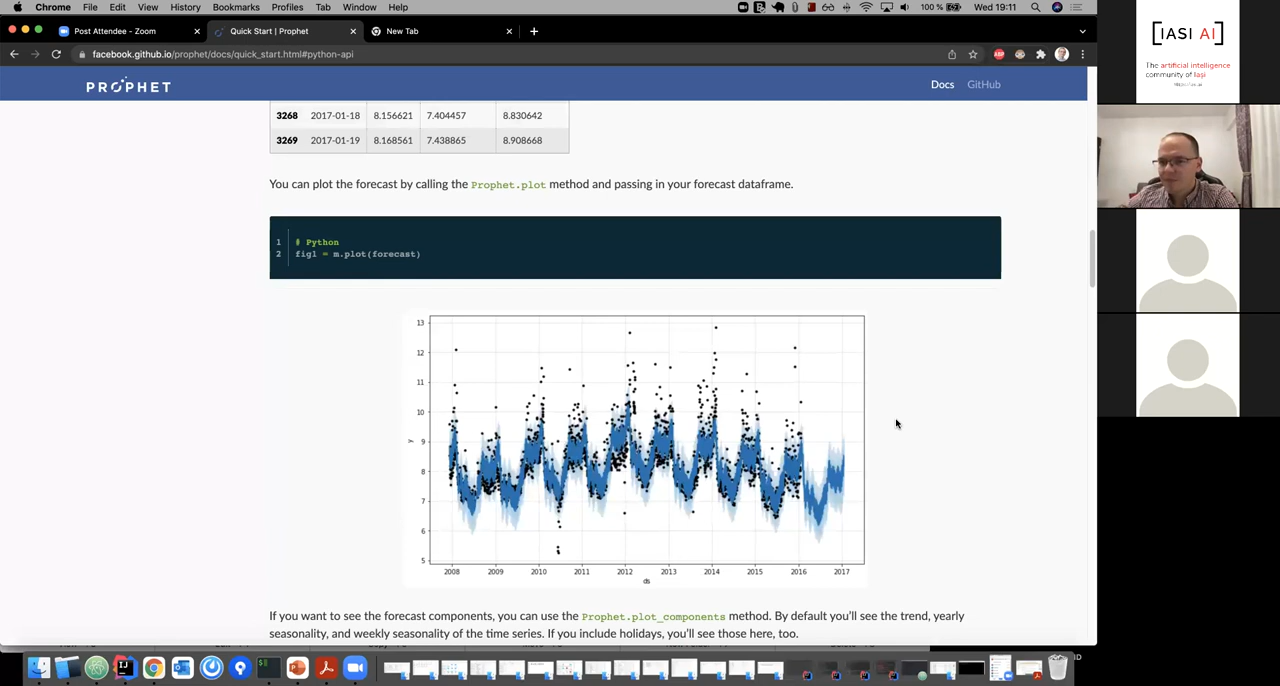 Chrome File Edit View History Bookmarks Profiles Tab Window Help 100 % Wed 19:11
Post Attendee - Zoom Quick Start | Prophet New Tab
facebook.github.io/prophet/docs/quick_start.html#python-api
PROPHET Docs GitHub
3268 2017-01-18 8.156621 7.404457 8.830642
3269 2017-01-19 8.168561 7.438865 8.908668
You can plot the forecast by calling the Prophet.plot method and passing in your forecast dataframe.
1 # Python
2 fig1 = m.plot(forecast)
13
12
11
10
9
8
7
6
5
y
2008 2009 2010 2011 2012 2013 2014 2015 2016 2017
ds
If you want to see the forecast components, you can use the Prophet.plot_components method. By default you'll see the trend, yearly
seasonality, and weekly seasonality of the time series. If you include holidays, you'll see those here, too.
[IASI AI]
The artificial intelligence
community of Iași